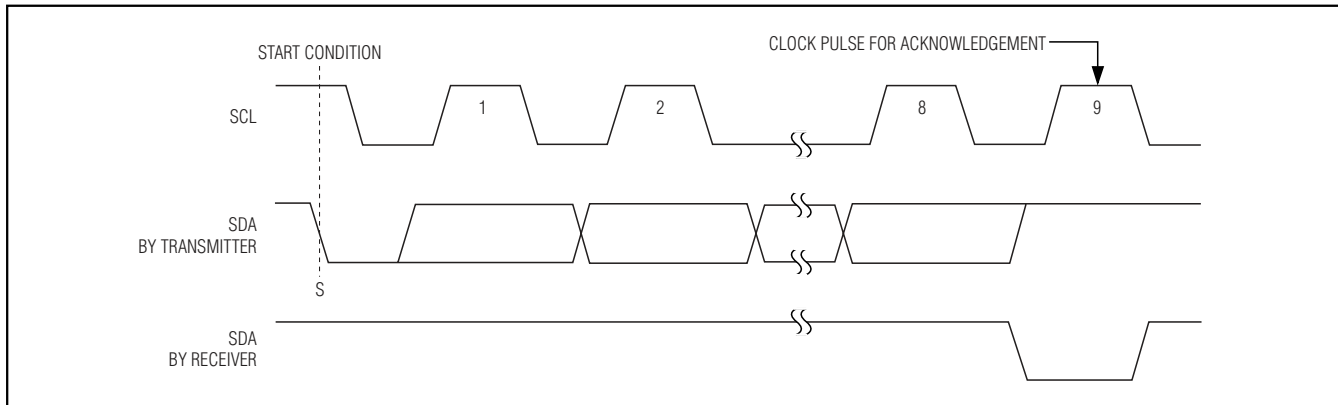 START CONDITION
CLOCK PULSE FOR ACKNOWLEDGEMENT
SCL
1
2
8
9
SDA
BY TRANSMITTER
S
SDA
BY RECEIVER